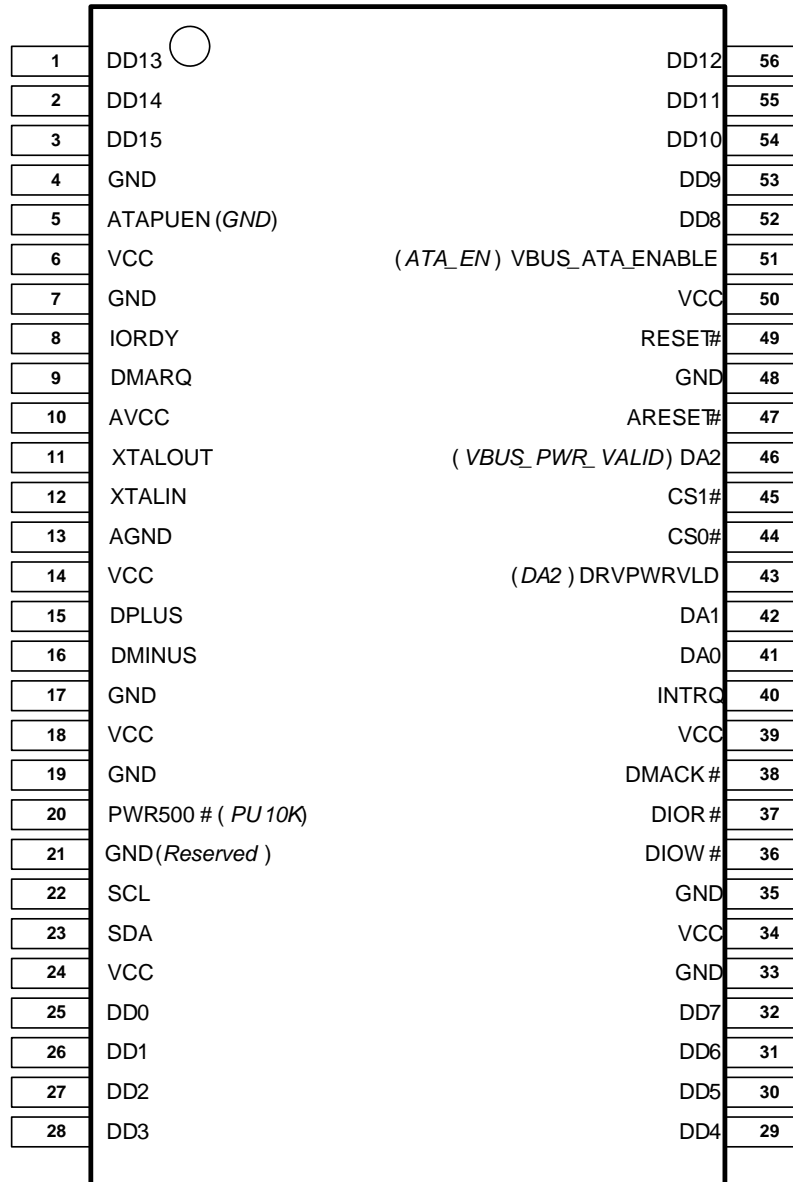 1 DD13 DD12 56
2 DD14 DD11 55
3 DD15 DD10 54
4 GND DD9 53
5 ATAPUEN (GND) DD8 52
6 VCC (ATA_EN) VBUS_ATA_ENABLE 51
7 GND VCC 50
8 IORDY RESET# 49
9 DMARQ GND 48
10 AVCC ARESET# 47
11 XTALOUT (VBUS_PWR_VALID) DA2 46
12 XTALIN CS1# 45
13 AGND CS0# 44
14 VCC (DA2) DRVPWRVLD 43
15 DPLUS DA1 42
16 DMINUS DA0 41
17 GND INTRQ 40
18 VCC VCC 39
19 GND DMACK # 38
20 PWR500 # (PU 10K) DIOR # 37
21 GND (Reserved) DIOW # 36
22 SCL GND 35
23 SDA VCC 34
24 VCC GND 33
25 DD0 DD7 32
26 DD1 DD6 31
27 DD2 DD5 30
28 DD3 DD4 29